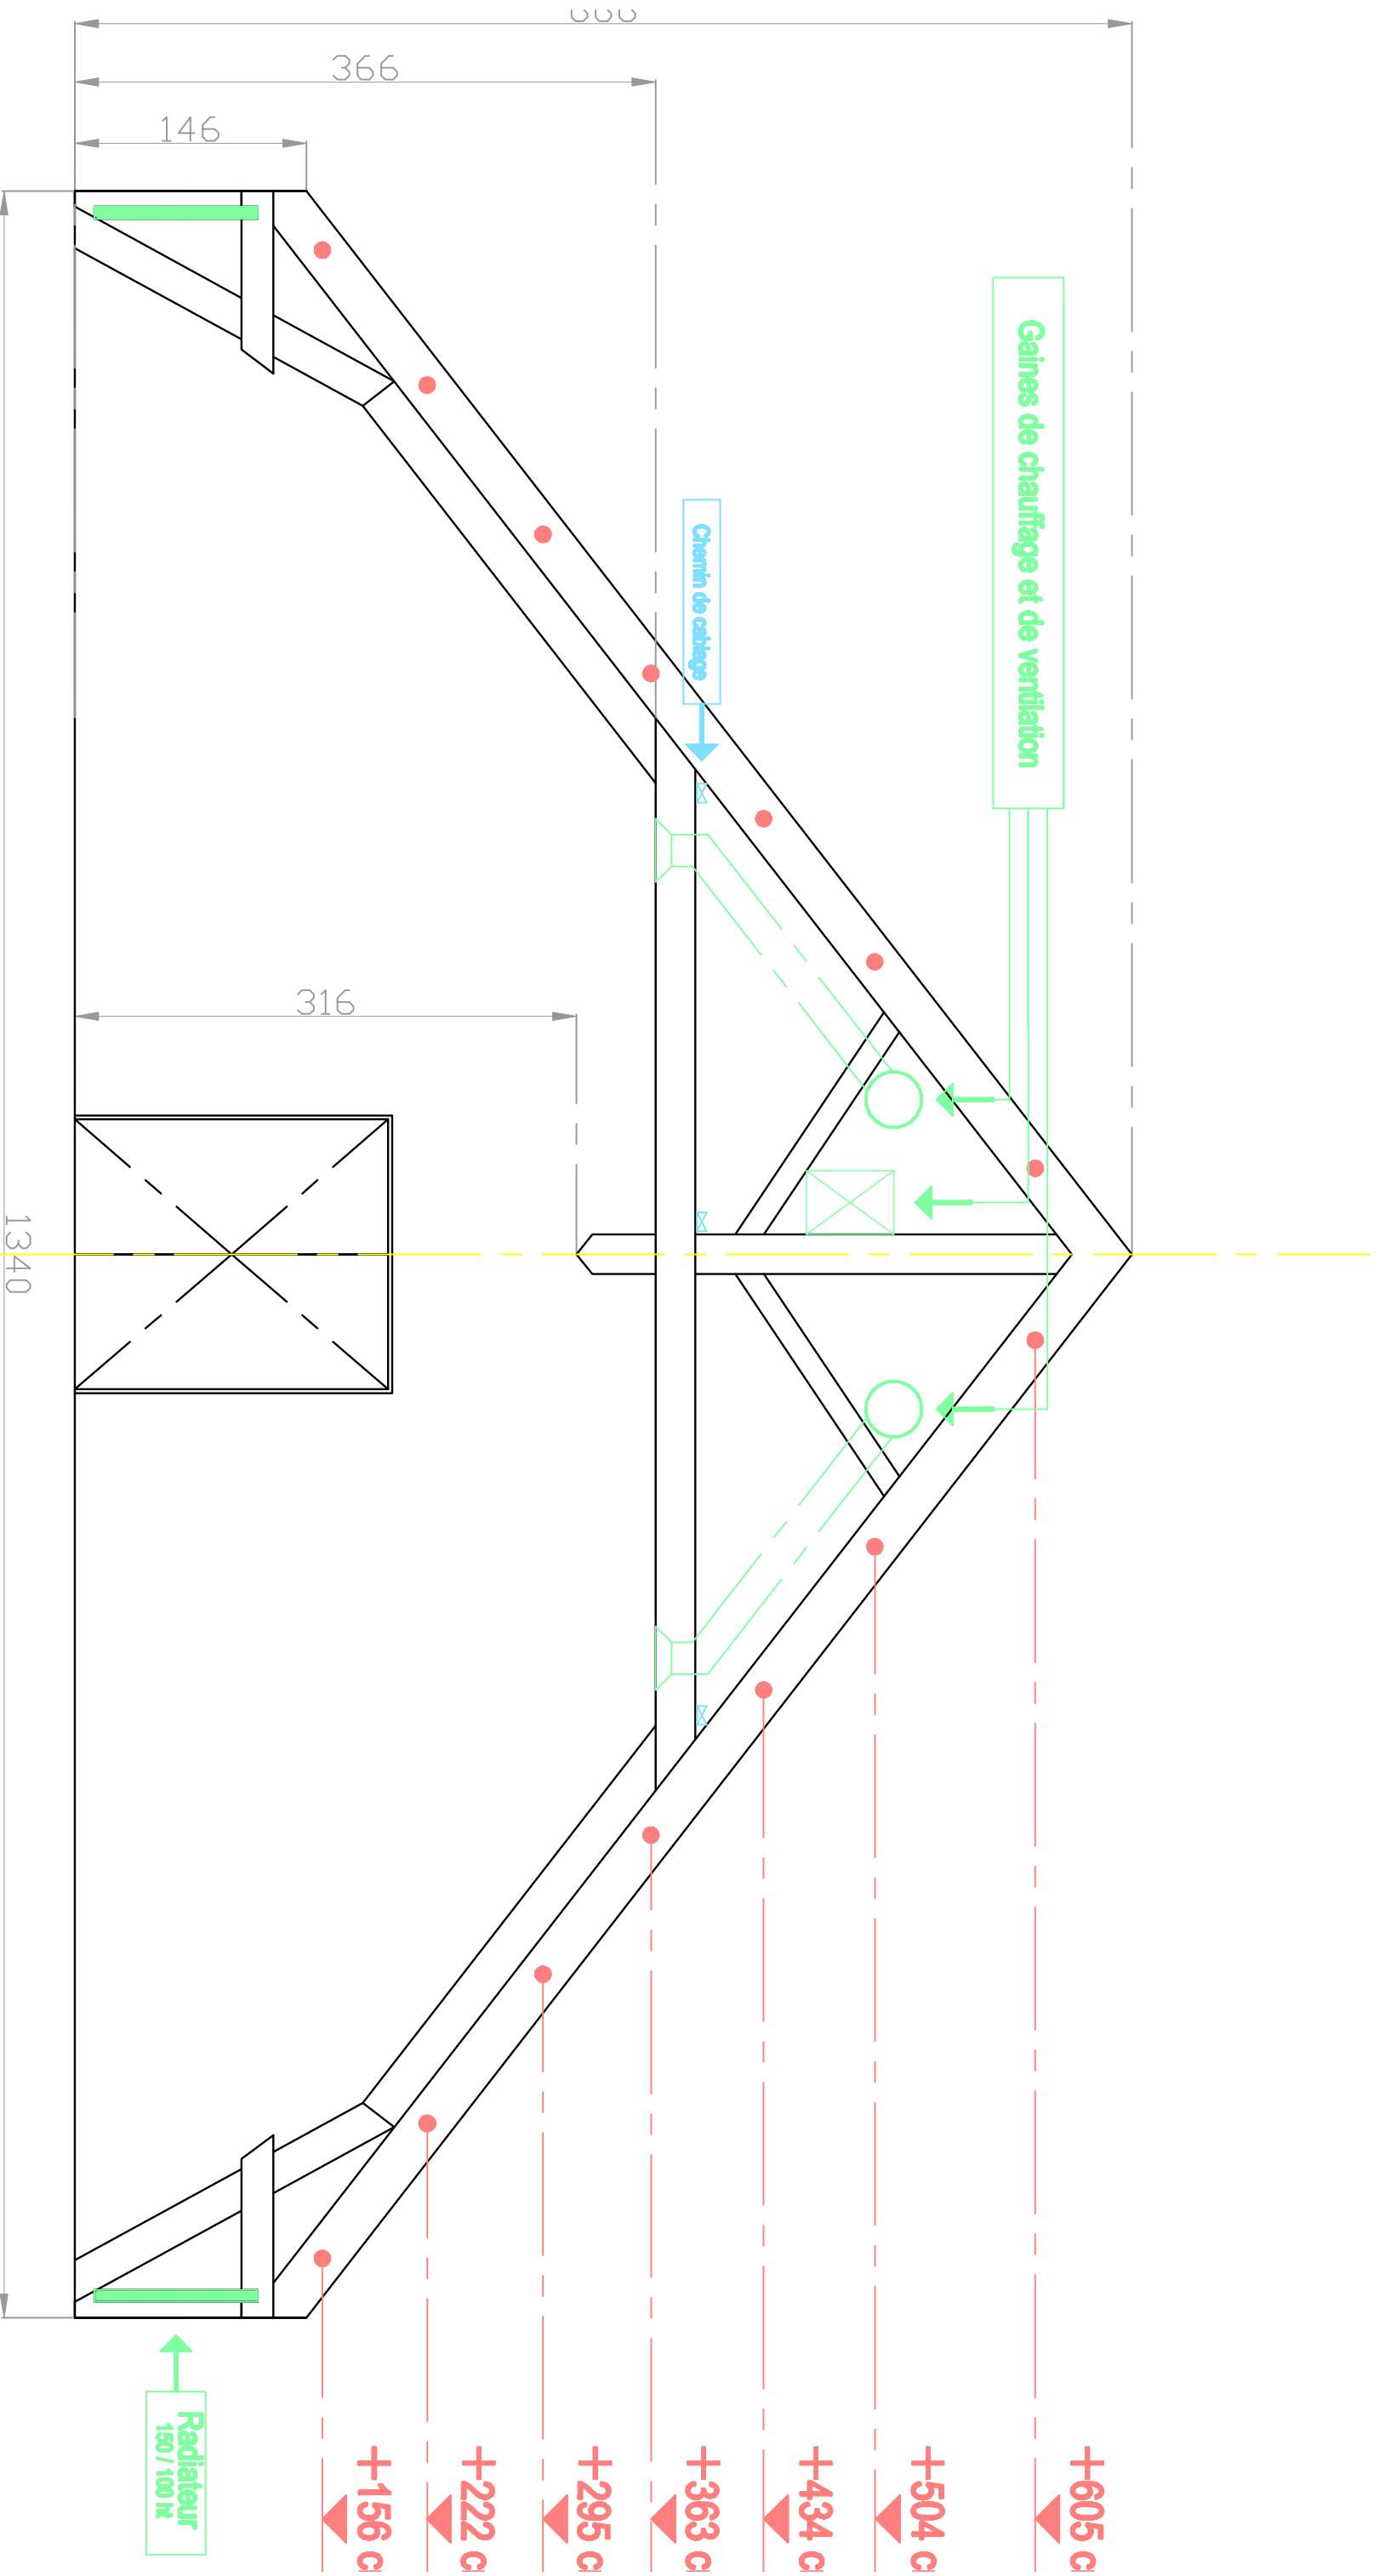 366
146
Gaines de chauffage et de ventilation
Chemin de cablage
316
1340
Radiateur
150 / 100 ht
+605 c
+504 c
+434 c
+363 c
+295 c
+222 c
+156 c